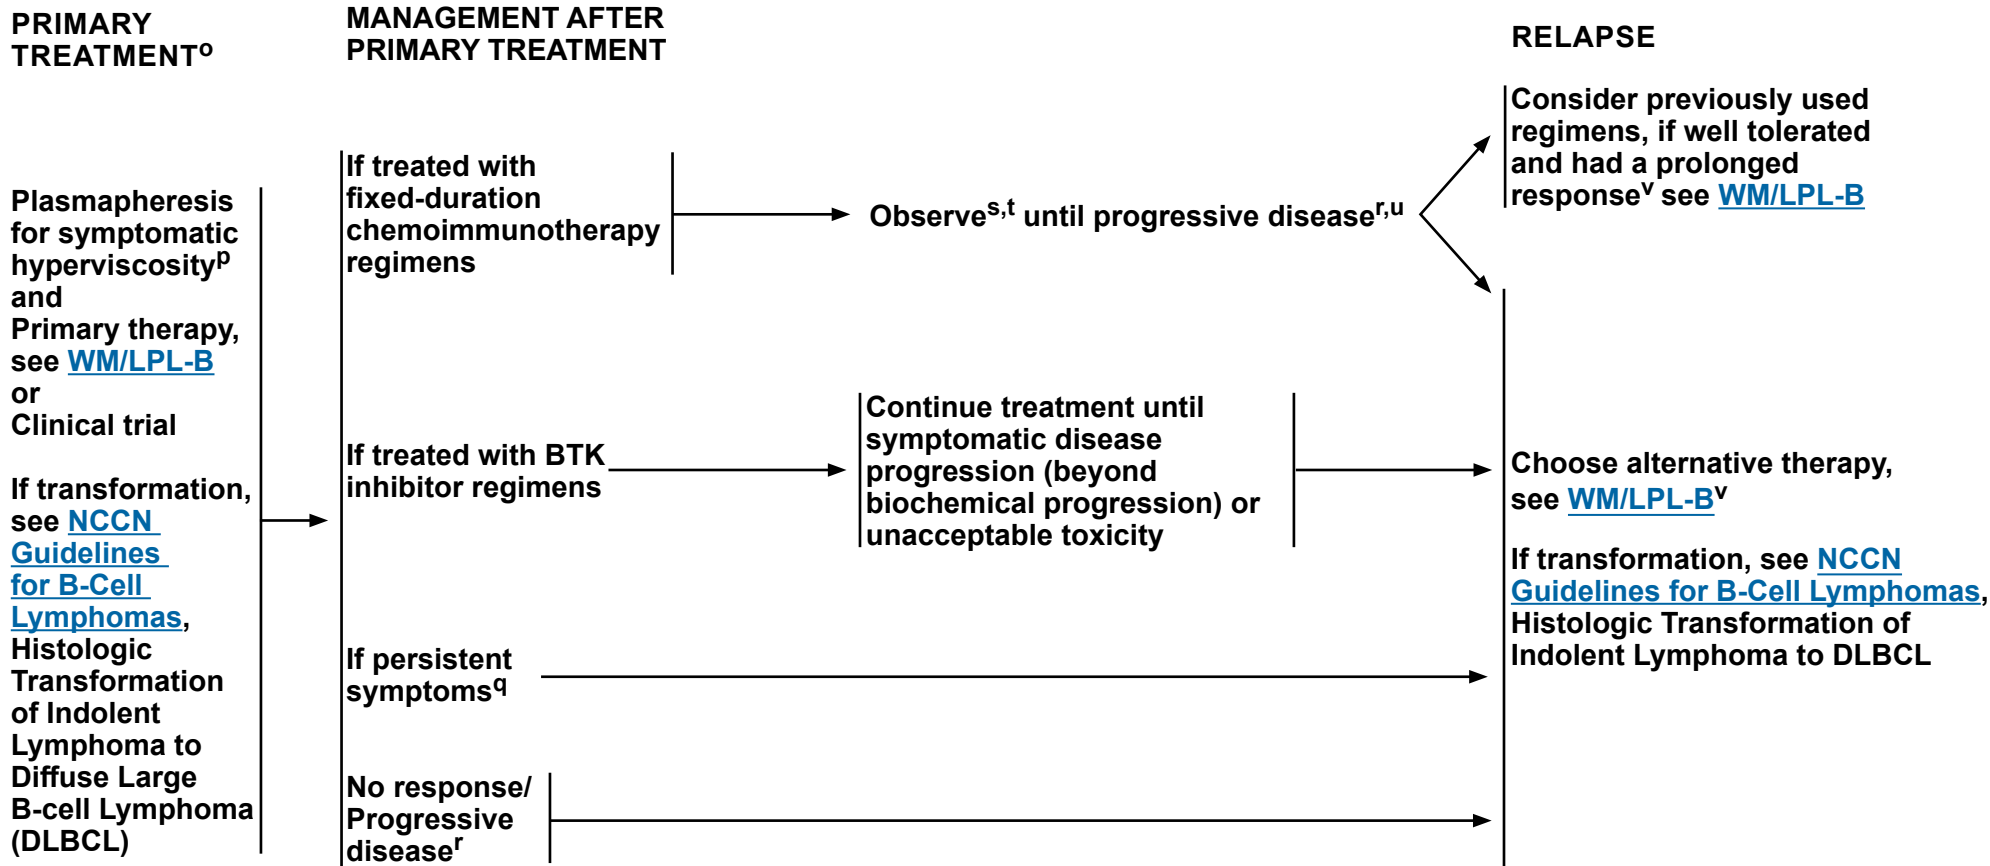 PRIMARY
TREATMENTᵒ
MANAGEMENT AFTER
PRIMARY TREATMENT
RELAPSE
Plasmapheresis
for symptomatic
hyperviscosityᵖ
and
Primary therapy,
see WM/LPL-B
or
Clinical trial
If transformation,
see NCCN
Guidelines
for B-Cell
Lymphomas,
Histologic
Transformation
of Indolent
Lymphoma to
Diffuse Large
B-cell Lymphoma
(DLBCL)
If treated with
fixed-duration
chemoimmunotherapy
regimens
Observeˢ,ᵗ until progressive diseaseʳ,ᵘ
Consider previously used
regimens, if well tolerated
and had a prolonged
responseᵛ see WM/LPL-B
If treated with BTK
inhibitor regimens
Continue treatment until
symptomatic disease
progression (beyond
biochemical progression) or
unacceptable toxicity
Choose alternative therapy,
see WM/LPL-Bᵛ
If transformation, see NCCN
Guidelines for B-Cell Lymphomas,
Histologic Transformation of
Indolent Lymphoma to DLBCL
If persistent
symptoms𐞥
No response/
Progressive
diseaseʳ